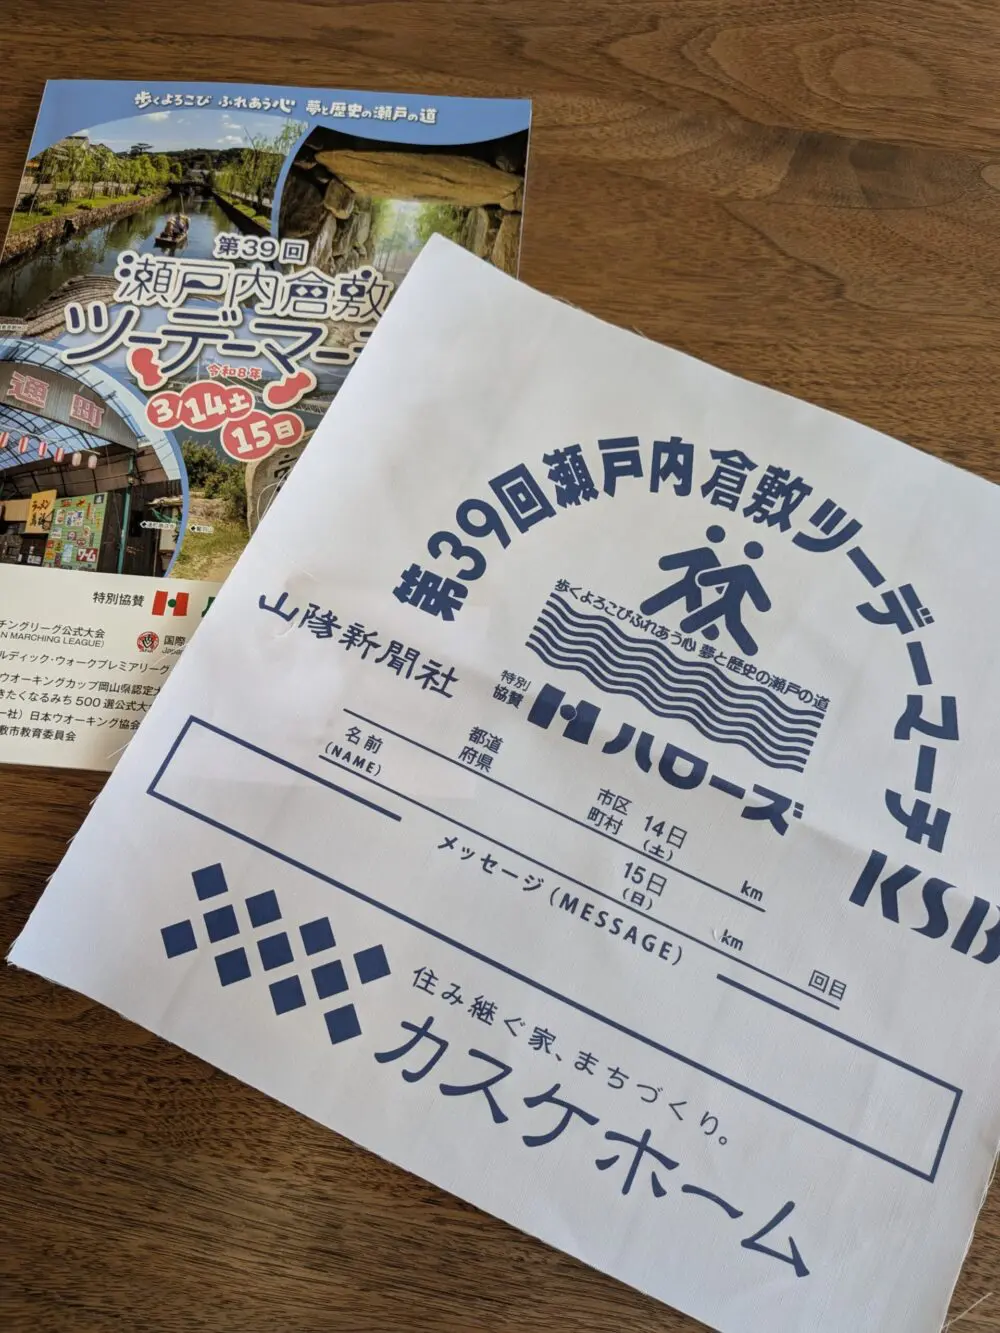 歩くよろこび ふれあう心 夢と歴史の瀬戸の道
第39回
瀬戸内倉敷
ツーデーマーチ
令和8年
3/14土
15日
通町
ラーメン
特別協賛
チングリーグ公式大会
AN MARCHING LEAGUE)
国際
ルディック・ウォークプレミアリーグ
ウオーキングカップ岡山県認定大
きたくなるみち500選公式大
一社）日本ウオーキング協会
敷市教育委員会
第39回瀬戸内倉敷ツーデーマーチ
歩くよろこびふれあう心 夢と歴史の瀬戸の道
山陽新聞社
特別協賛
ハローズ
KSB
名前
(NAME)
都道府県
市区町村
14日
(土)
km
15日
(日)
km
回目
メッセージ(MESSAGE)
住み継ぐ家、まちづくり。
カスケホーム